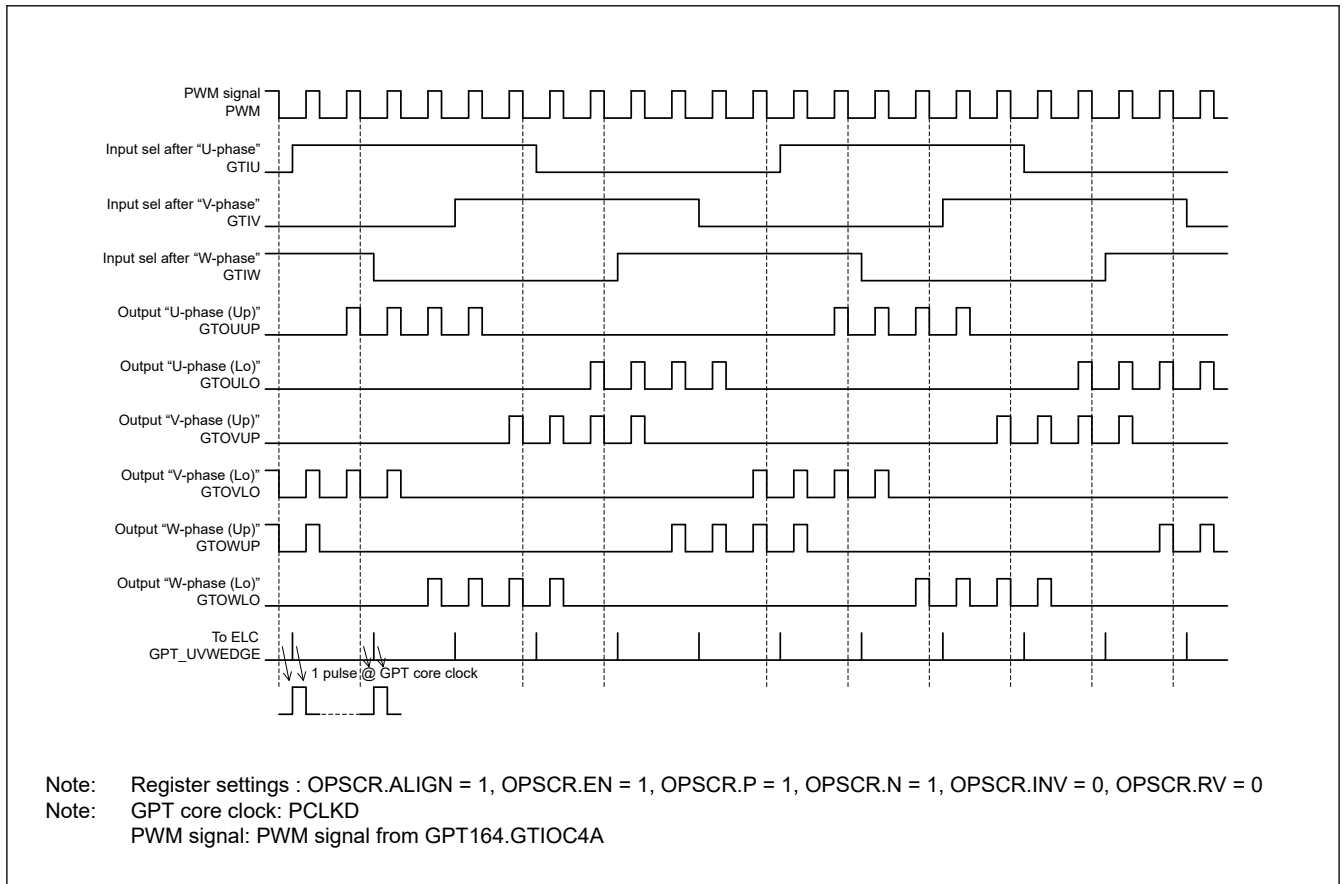 PWM signal
PWM
Input sel after “U-phase”
GTIU
Input sel after “V-phase”
GTIV
Input sel after “W-phase”
GTIW
Output “U-phase (Up)”
GTOUUP
Output “U-phase (Lo)”
GTOULO
Output “V-phase (Up)”
GTOVUP
Output “V-phase (Lo)”
GTOVLO
Output “W-phase (Up)”
GTOWUP
Output “W-phase (Lo)”
GTOWLO
To ELC
GPT_UVWEDGE
1 pulse @ GPT core clock
Note: Register settings : OPSCR.ALIGN = 1, OPSCR.EN = 1, OPSCR.P = 1, OPSCR.N = 1, OPSCR.INV = 0, OPSCR.RV = 0
Note: GPT core clock: PCLKD
PWM signal: PWM signal from GPT164.GTIOC4A